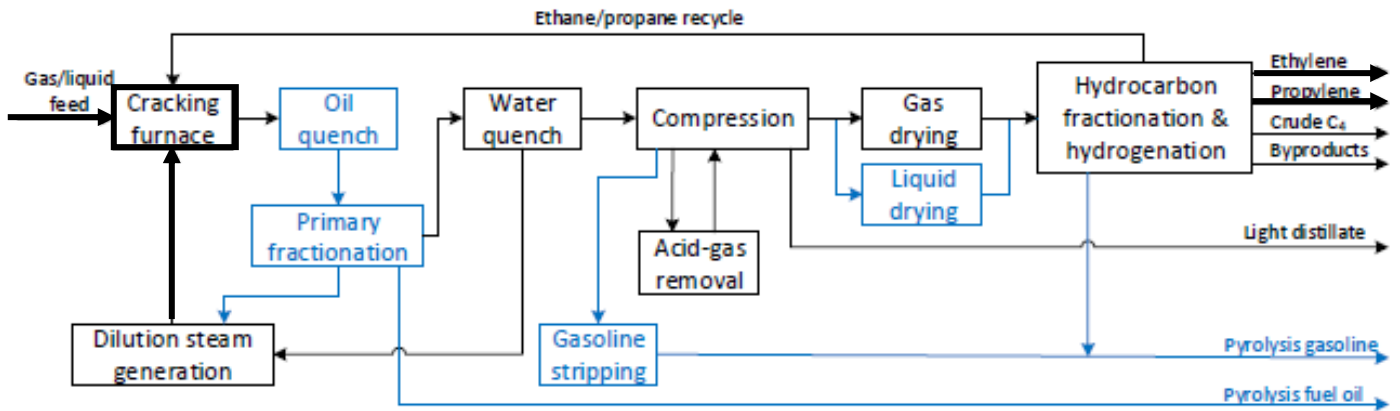 Ethane/propane recycle
Gas/liquid
feed
Cracking
furnace
Oil
quench
Water
quench
Compression
Gas
drying
Hydrocarbon
fractionation &
hydrogenation
Ethylene
Propylene
Crude C₄
Byproducts
Liquid
drying
Primary
fractionation
Acid-gas
removal
Light distillate
Dilution steam
generation
Gasoline
stripping
Pyrolysis gasoline
Pyrolysis fuel oil